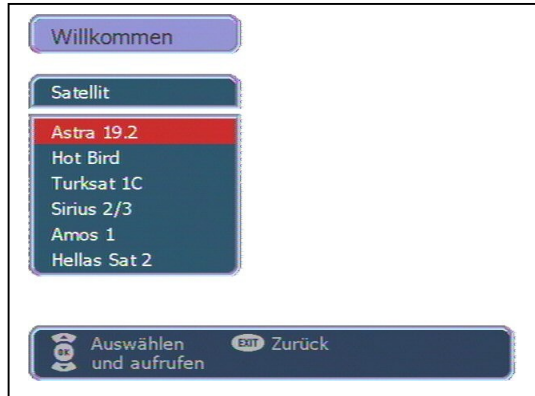 Willkommen
Satellit
Astra 19.2
Hot Bird
Turksat 1C
Sirius 2/3
Amos 1
Hellas Sat 2
OK Auswählen EXIT Zurück
und aufrufen